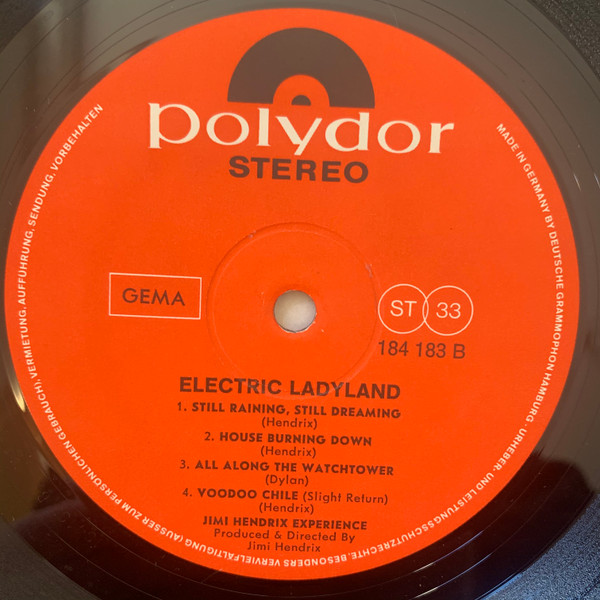 polydor
STEREO
GEMA
ST 33
184 183 B
ELECTRIC LADYLAND
1. STILL RAINING, STILL DREAMING
(Hendrix)
2. HOUSE BURNING DOWN
(Hendrix)
3. ALL ALONG THE WATCHTOWER
(Dylan)
4. VOODOO CHILE (Slight Return)
(Hendrix)
JIMI HENDRIX EXPERIENCE
Produced & Directed By
Jimi Hendrix
MADE IN GERMANY BY DEUTSCHE GRAMMOPHON HAMBURG · URHEBER- UND LEISTUNGSSCHUTZRECHTE, BESONDERS VERVIELFÄLTIGUNG (AUSSER ZUM PERSÖNLICHEN GEBRAUCH), VERMIETUNG, AUFFÜHRUNG, SENDUNG, VORBEHALTEN